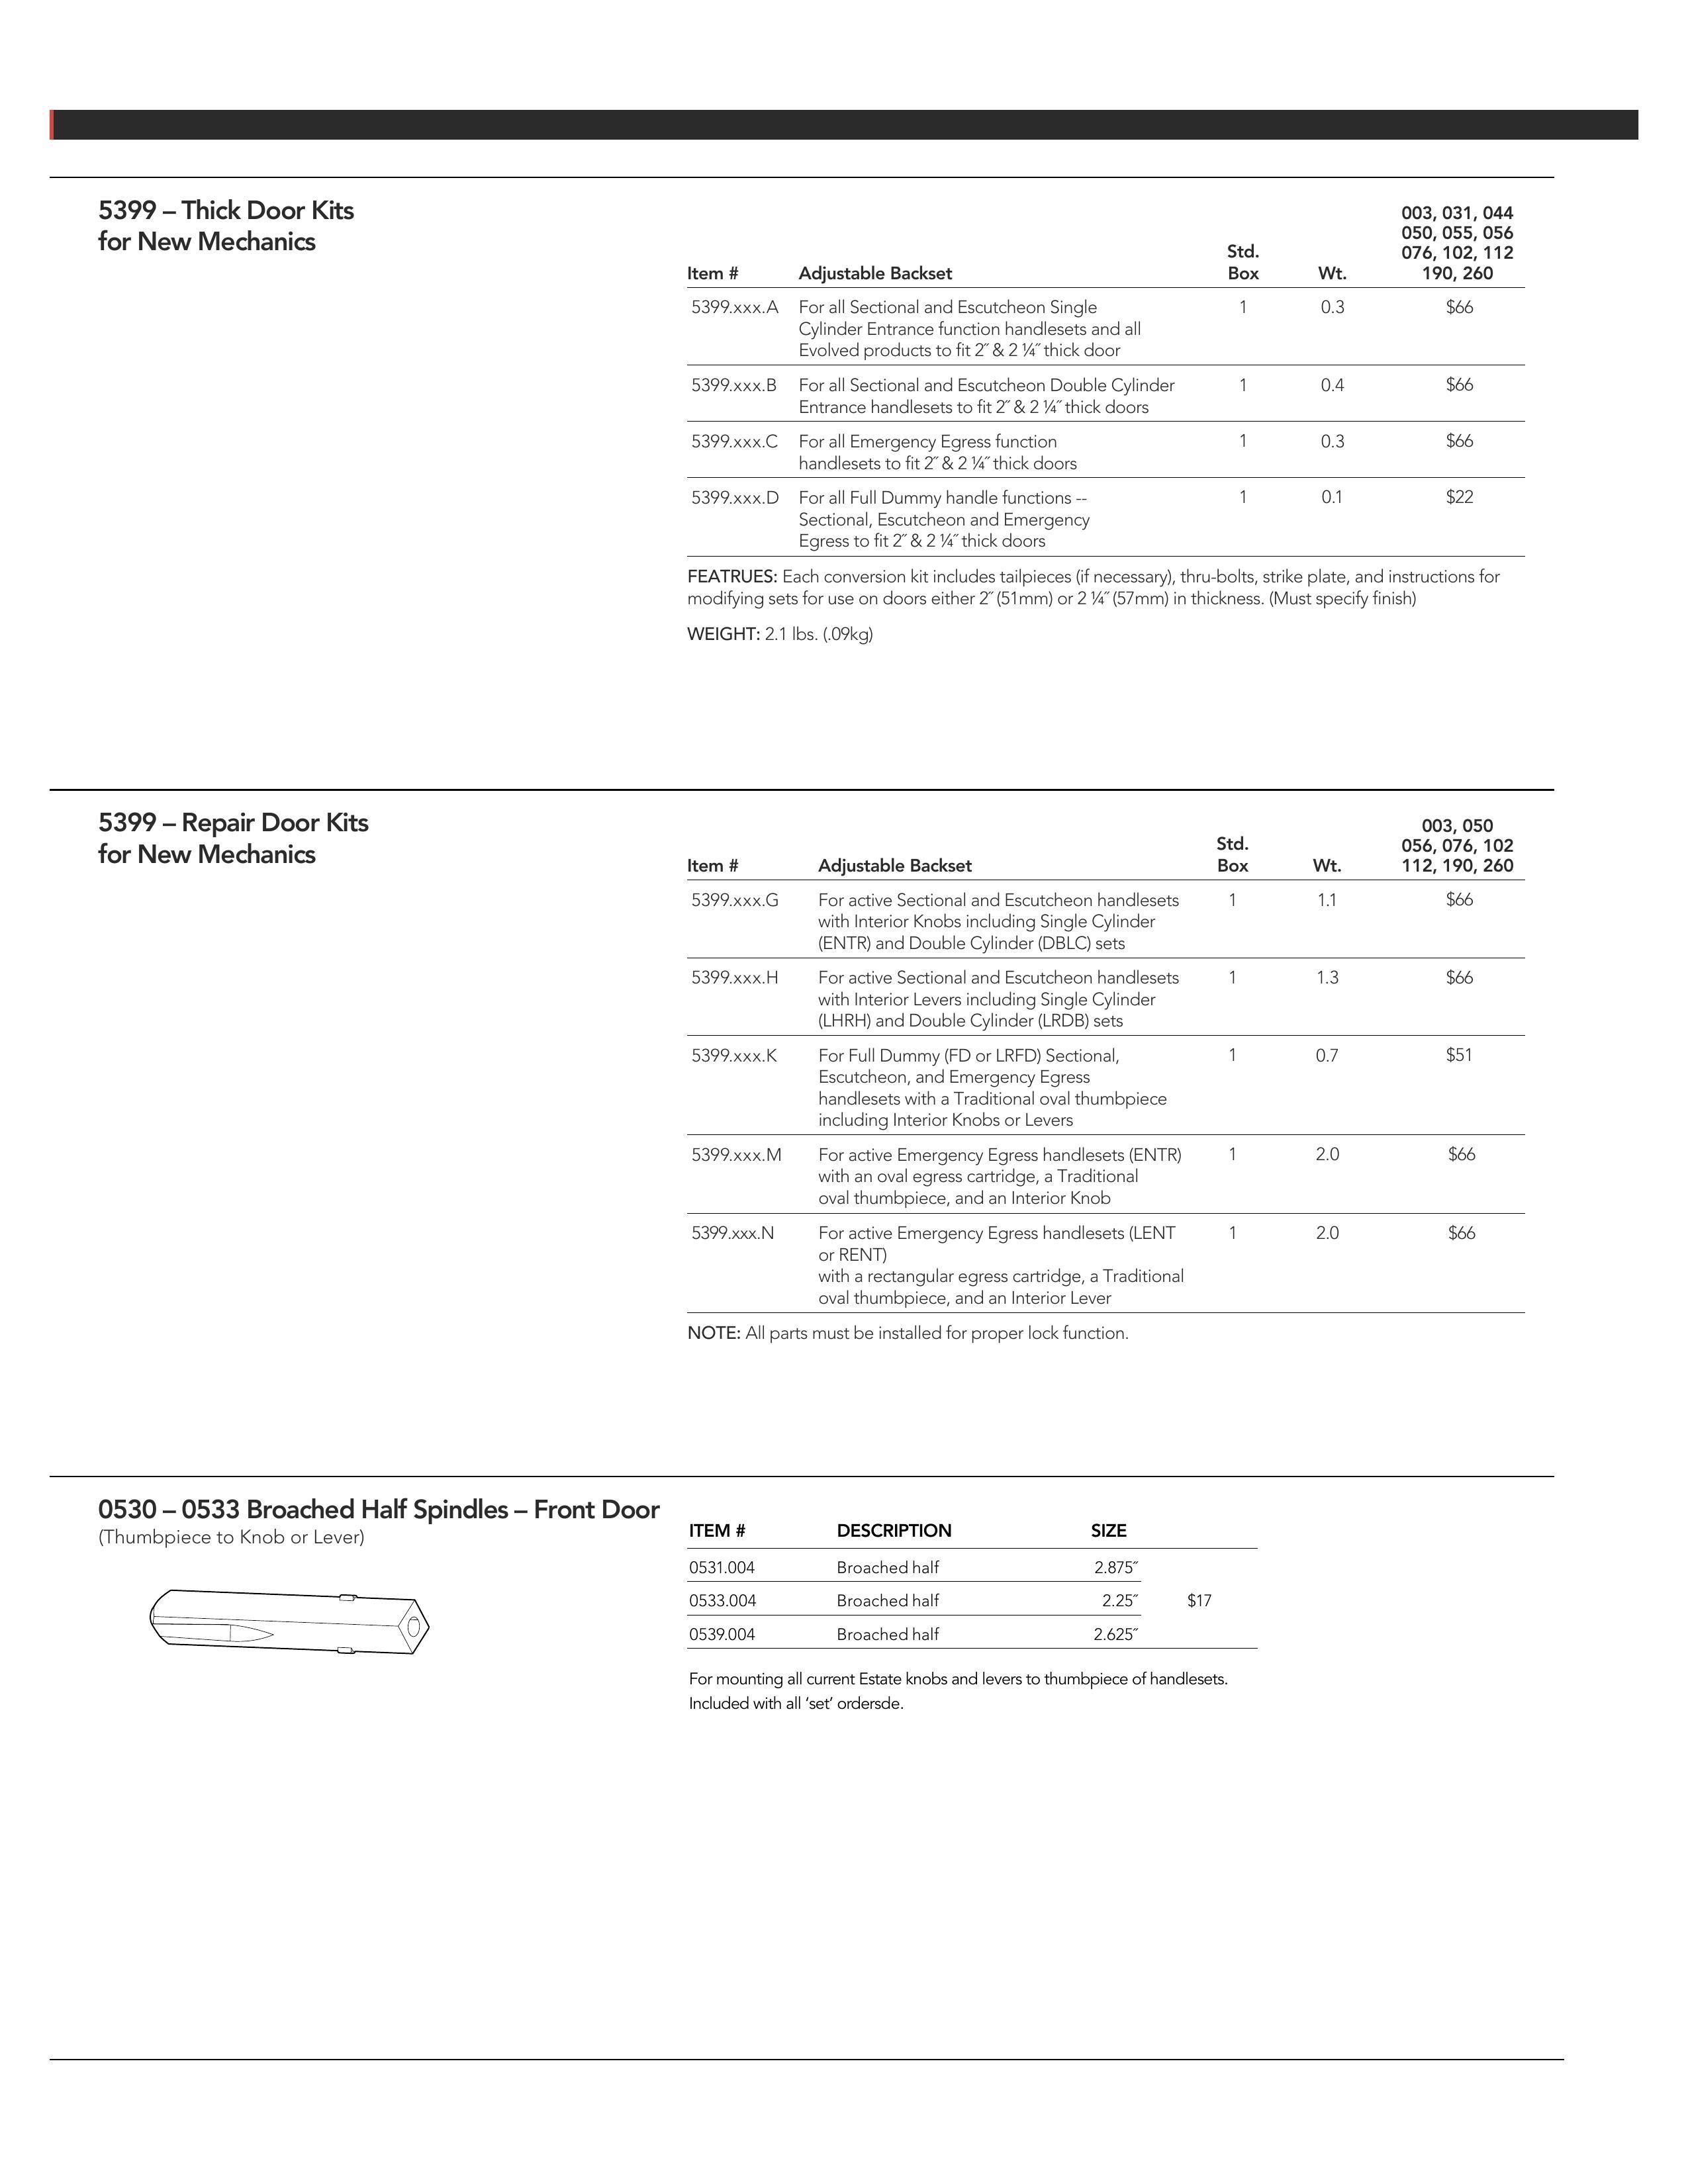 5399 – Thick Door Kits
for New Mechanics
003, 031, 044
050, 055, 056
076, 102, 112
190, 260
Std.
Box
Item # Adjustable Backset Wt.
5399.xxx.A For all Sectional and Escutcheon Single 1 0.3 $66
Cylinder Entrance function handlesets and all
Evolved products to fit 2˝ & 2 ¼˝ thick door
5399.xxx.B For all Sectional and Escutcheon Double Cylinder 1 0.4 $66
Entrance handlesets to fit 2˝ & 2 ¼˝ thick doors
5399.xxx.C For all Emergency Egress function 1 0.3 $66
handlesets to fit 2˝ & 2 ¼˝ thick doors
5399.xxx.D For all Full Dummy handle functions -- 1 0.1 $22
Sectional, Escutcheon and Emergency
Egress to fit 2˝ & 2 ¼˝ thick doors
FEATRUES: Each conversion kit includes tailpieces (if necessary), thru-bolts, strike plate, and instructions for
modifying sets for use on doors either 2˝ (51mm) or 2 ¼˝ (57mm) in thickness. (Must specify finish)
WEIGHT: 2.1 lbs. (.09kg)
5399 – Repair Door Kits
for New Mechanics
003, 050
056, 076, 102
112, 190, 260
Std.
Box
Item # Adjustable Backset Wt.
5399.xxx.G For active Sectional and Escutcheon handlesets 1 1.1 $66
with Interior Knobs including Single Cylinder
(ENTR) and Double Cylinder (DBLC) sets
5399.xxx.H For active Sectional and Escutcheon handlesets 1 1.3 $66
with Interior Levers including Single Cylinder
(LHRH) and Double Cylinder (LRDB) sets
5399.xxx.K For Full Dummy (FD or LRFD) Sectional, 1 0.7 $51
Escutcheon, and Emergency Egress
handlesets with a Traditional oval thumbpiece
including Interior Knobs or Levers
5399.xxx.M For active Emergency Egress handlesets (ENTR) 1 2.0 $66
with an oval egress cartridge, a Traditional
oval thumbpiece, and an Interior Knob
5399.xxx.N For active Emergency Egress handlesets (LENT 1 2.0 $66
or RENT)
with a rectangular egress cartridge, a Traditional
oval thumbpiece, and an Interior Lever
NOTE: All parts must be installed for proper lock function.
0530 – 0533 Broached Half Spindles – Front Door
(Thumbpiece to Knob or Lever)
ITEM # DESCRIPTION SIZE
0531.004 Broached half 2.875˝
0533.004 Broached half 2.25˝ $17
0539.004 Broached half 2.625˝
For mounting all current Estate knobs and levers to thumbpiece of handlesets.
Included with all ‘set’ ordersde.